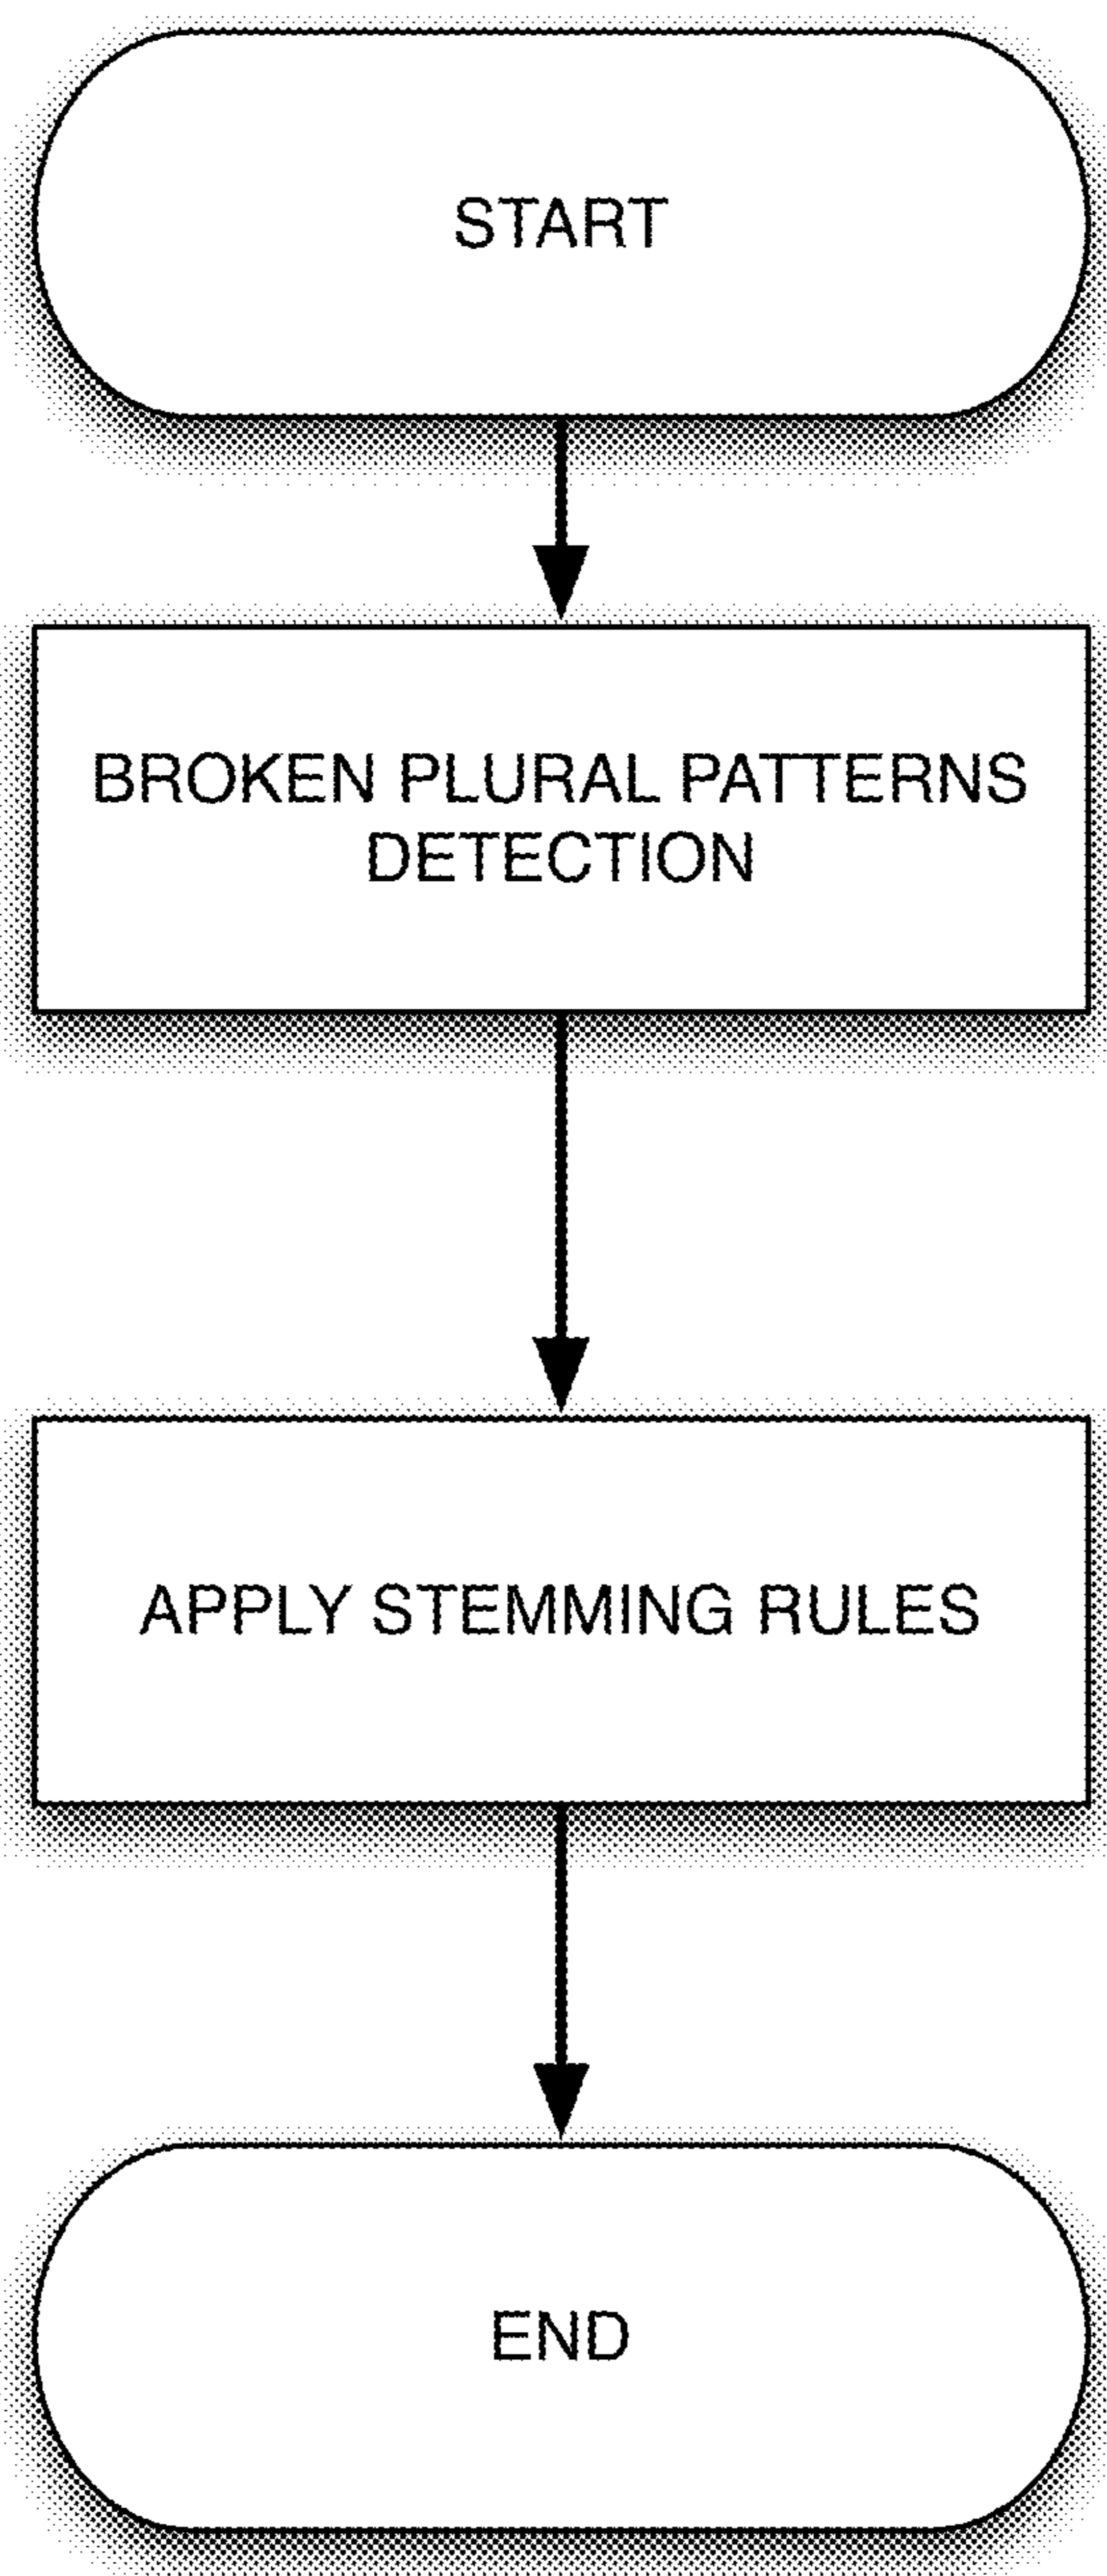 START
BROKEN PLURAL PATTERNS
DETECTION
APPLY STEMMING RULES
END